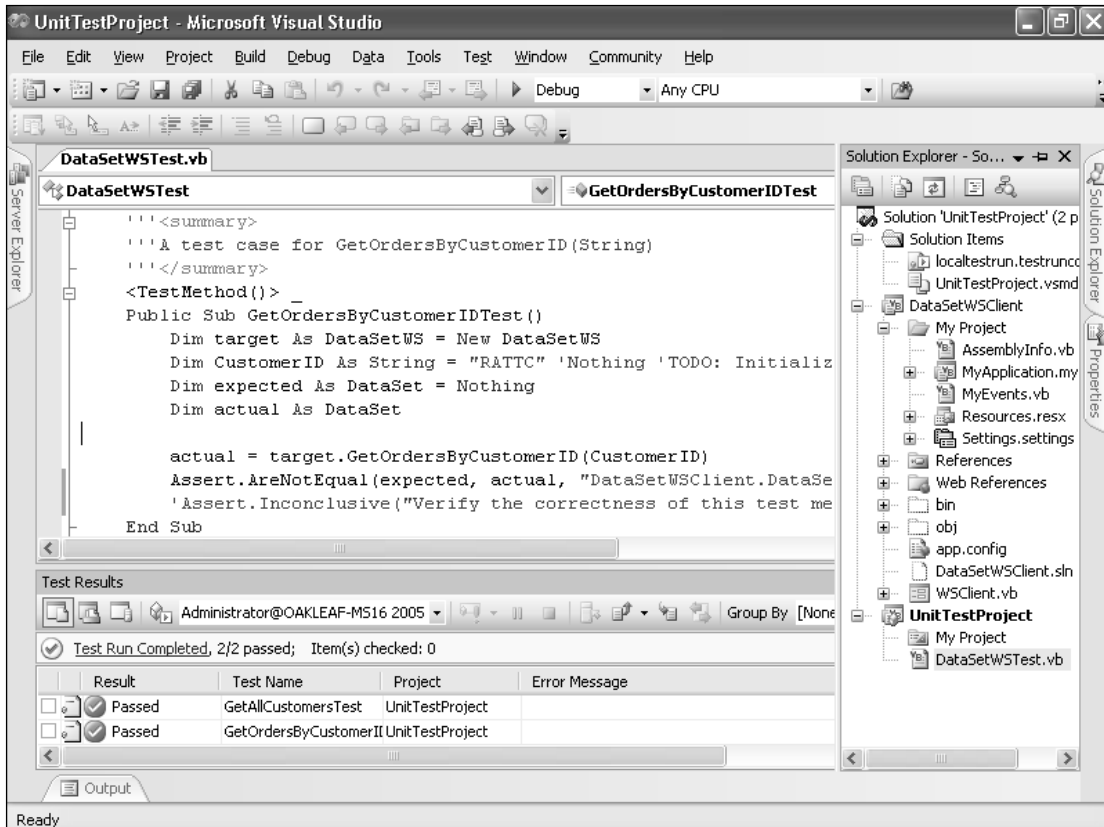 UnitTestProject - Microsoft Visual Studio
File Edit View Project Build Debug Data Tools Test Window Community Help
Debug Any CPU
Server Explorer
DataSetWSTest.vb
DataSetWSTest GetOrdersByCustomerIDTest
'''<summary>
'''A test case for GetOrdersByCustomerID(String)
'''</summary>
<TestMethod()> _
Public Sub GetOrdersByCustomerIDTest()
Dim target As DataSetWS = New DataSetWS
Dim CustomerID As String = "RATTC" 'Nothing 'TODO: Initializ
Dim expected As DataSet = Nothing
Dim actual As DataSet
actual = target.GetOrdersByCustomerID(CustomerID)
Assert.AreNotEqual(expected, actual, "DataSetWSClient.DataSe
'Assert.Inconclusive("Verify the correctness of this test me
End Sub
Test Results
Administrator@OAKLEAF-MS16 2005 Group By [None
Test Run Completed, 2/2 passed; Item(s) checked: 0
Result Test Name Project Error Message
Passed GetAllCustomersTest UnitTestProject
Passed GetOrdersByCustomerII UnitTestProject
Output
Ready
Solution Explorer - So...
Solution 'UnitTestProject' (2 p
Solution Items
localtestrun.testrunco
UnitTestProject.vsmd
DataSetWSClient
My Project
AssemblyInfo.vb
MyApplication.my
MyEvents.vb
Resources.resx
Settings.settings
References
Web References
bin
obj
app.config
DataSetWSClient.sln
WSClient.vb
UnitTestProject
My Project
DataSetWSTest.vb
Solution Explorer
Properties